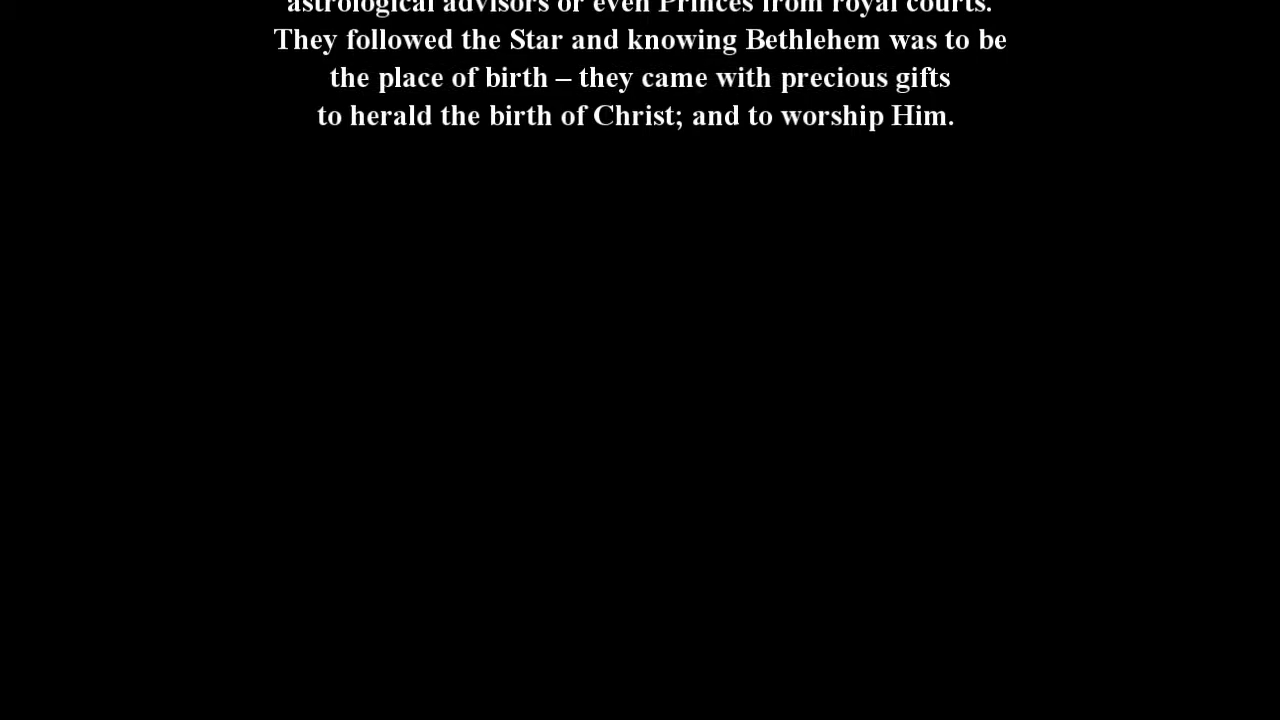 astrological advisors or even Princes from royal courts.
They followed the Star and knowing Bethlehem was to be
the place of birth – they came with precious gifts
to herald the birth of Christ; and to worship Him.